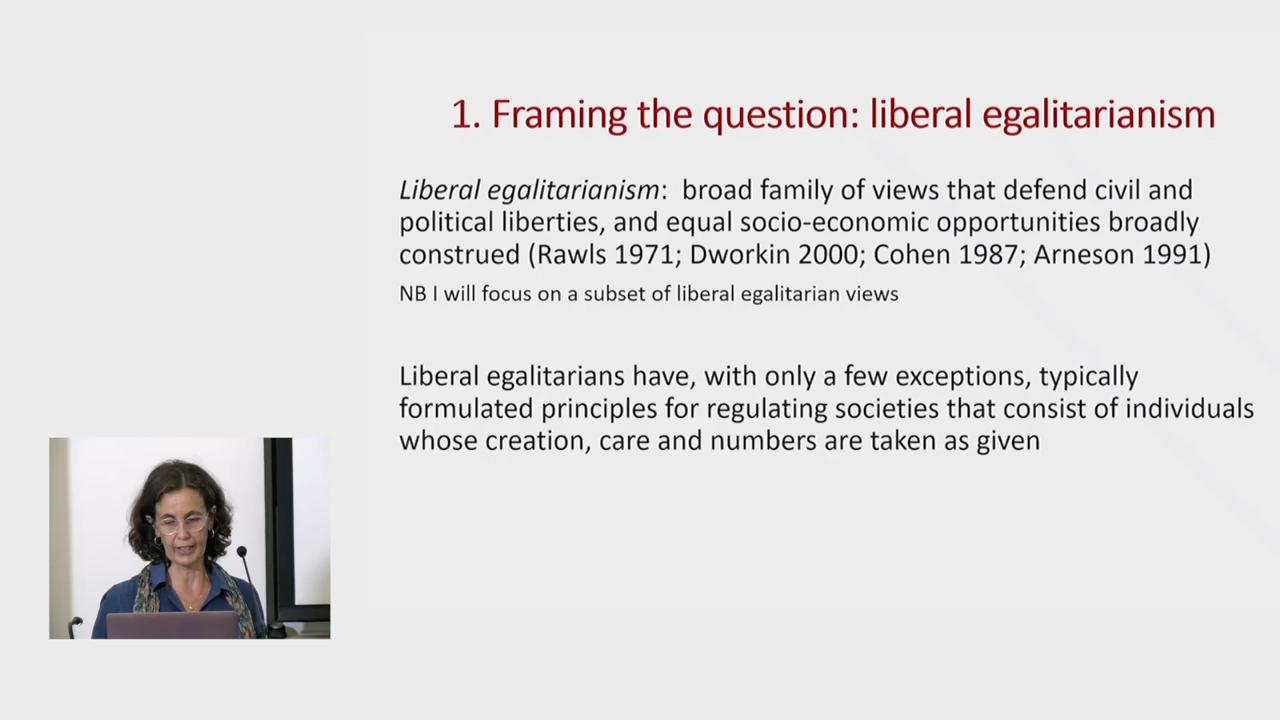 1. Framing the question: liberal egalitarianism
Liberal egalitarianism: broad family of views that defend civil and
political liberties, and equal socio-economic opportunities broadly
construed (Rawls 1971; Dworkin 2000; Cohen 1987; Arneson 1991)
NB I will focus on a subset of liberal egalitarian views
Liberal egalitarians have, with only a few exceptions, typically
formulated principles for regulating societies that consist of individuals
whose creation, care and numbers are taken as given